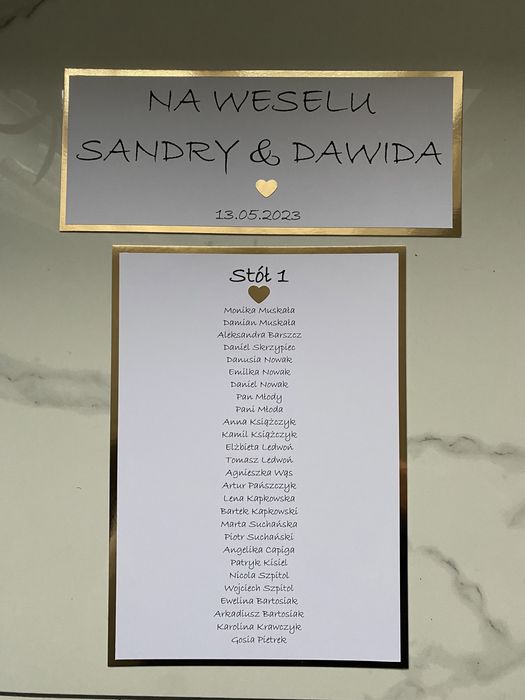 NA WESELU
SANDRY & DAWIDA
13.05.2023
Stół 1
Monika Muskała
Damian Muskała
Aleksandra Barszcz
Daniel Skrzypiec
Danusia Nowak
Emilka Nowak
Daniel Nowak
Pan Młody
Pani Młoda
Anna Książczyk
Kamil Książczyk
Elżbieta Ledwoń
Tomasz Ledwoń
Agnieszka Wąs
Artur Pańszczyk
Lena Kapkowska
Bartek Kapkowski
Marta Suchańska
Piotr Suchański
Angelika Capiga
Patryk Kisiel
Nicola Szpitol
Wojciech Szpitol
Ewelina Bartosiak
Arkadiusz Bartosiak
Karolina Krawczyk
Gosia Pietrek